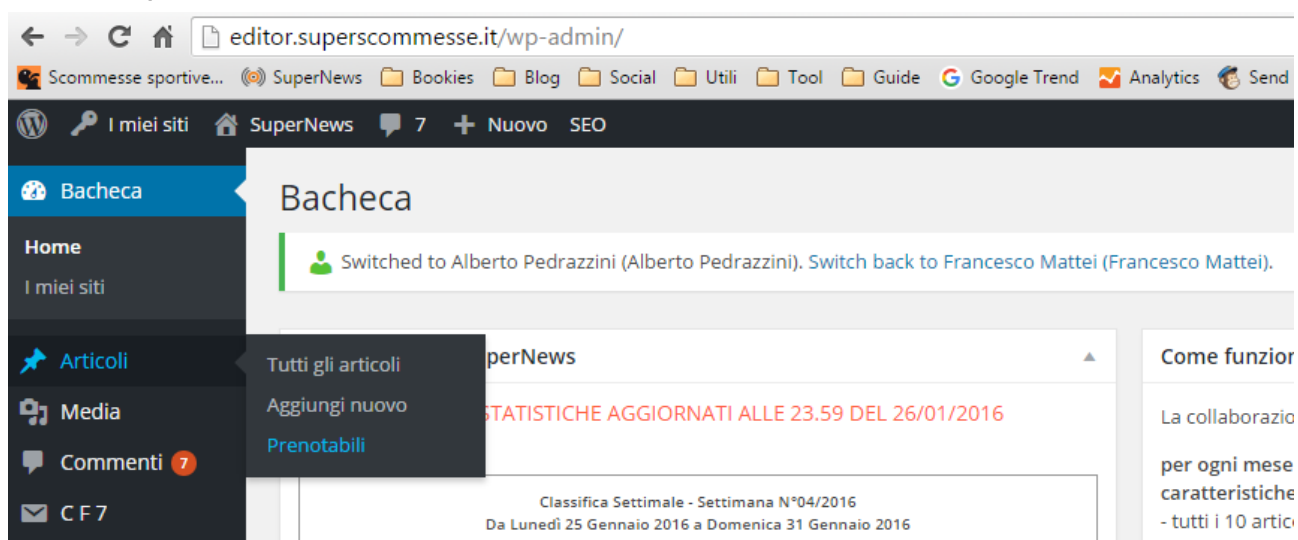 editor.superscommesse.it/wp-admin/
Scommesse sportive... SuperNews Bookies Blog Social Utili Tool Guide Google Trend Analytics Send
I miei siti SuperNews 7 Nuovo SEO
Bacheca
Home
I miei siti
Articoli
Media
Commenti 7
C F 7
Tutti gli articoli
Aggiungi nuovo
Prenotabili
Bacheca
Switched to Alberto Pedrazzini (Alberto Pedrazzini). Switch back to Francesco Mattei (Francesco Mattei).
perNews
STATISTICHE AGGIORNATI ALLE 23.59 DEL 26/01/2016
Classifica Settimale - Settimana N°04/2016
Da Lunedì 25 Gennaio 2016 a Domenica 31 Gennaio 2016
Come funzion
La collaborazio
per ogni mese
caratteristiche
- tutti i 10 artic